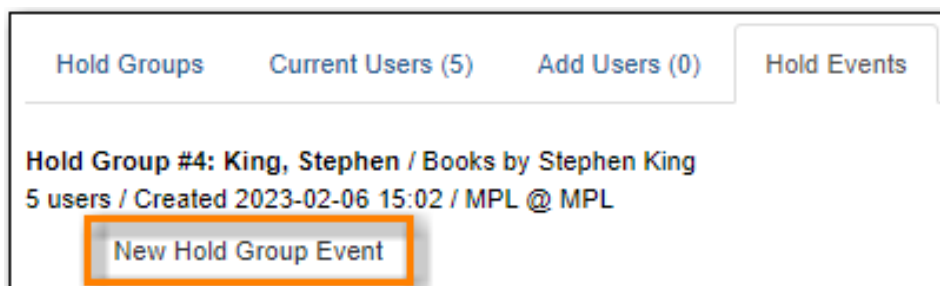 Hold Groups Current Users (5) Add Users (0) Hold Events
Hold Group #4: King, Stephen / Books by Stephen King
5 users / Created 2023-02-06 15:02 / MPL @ MPL
New Hold Group Event